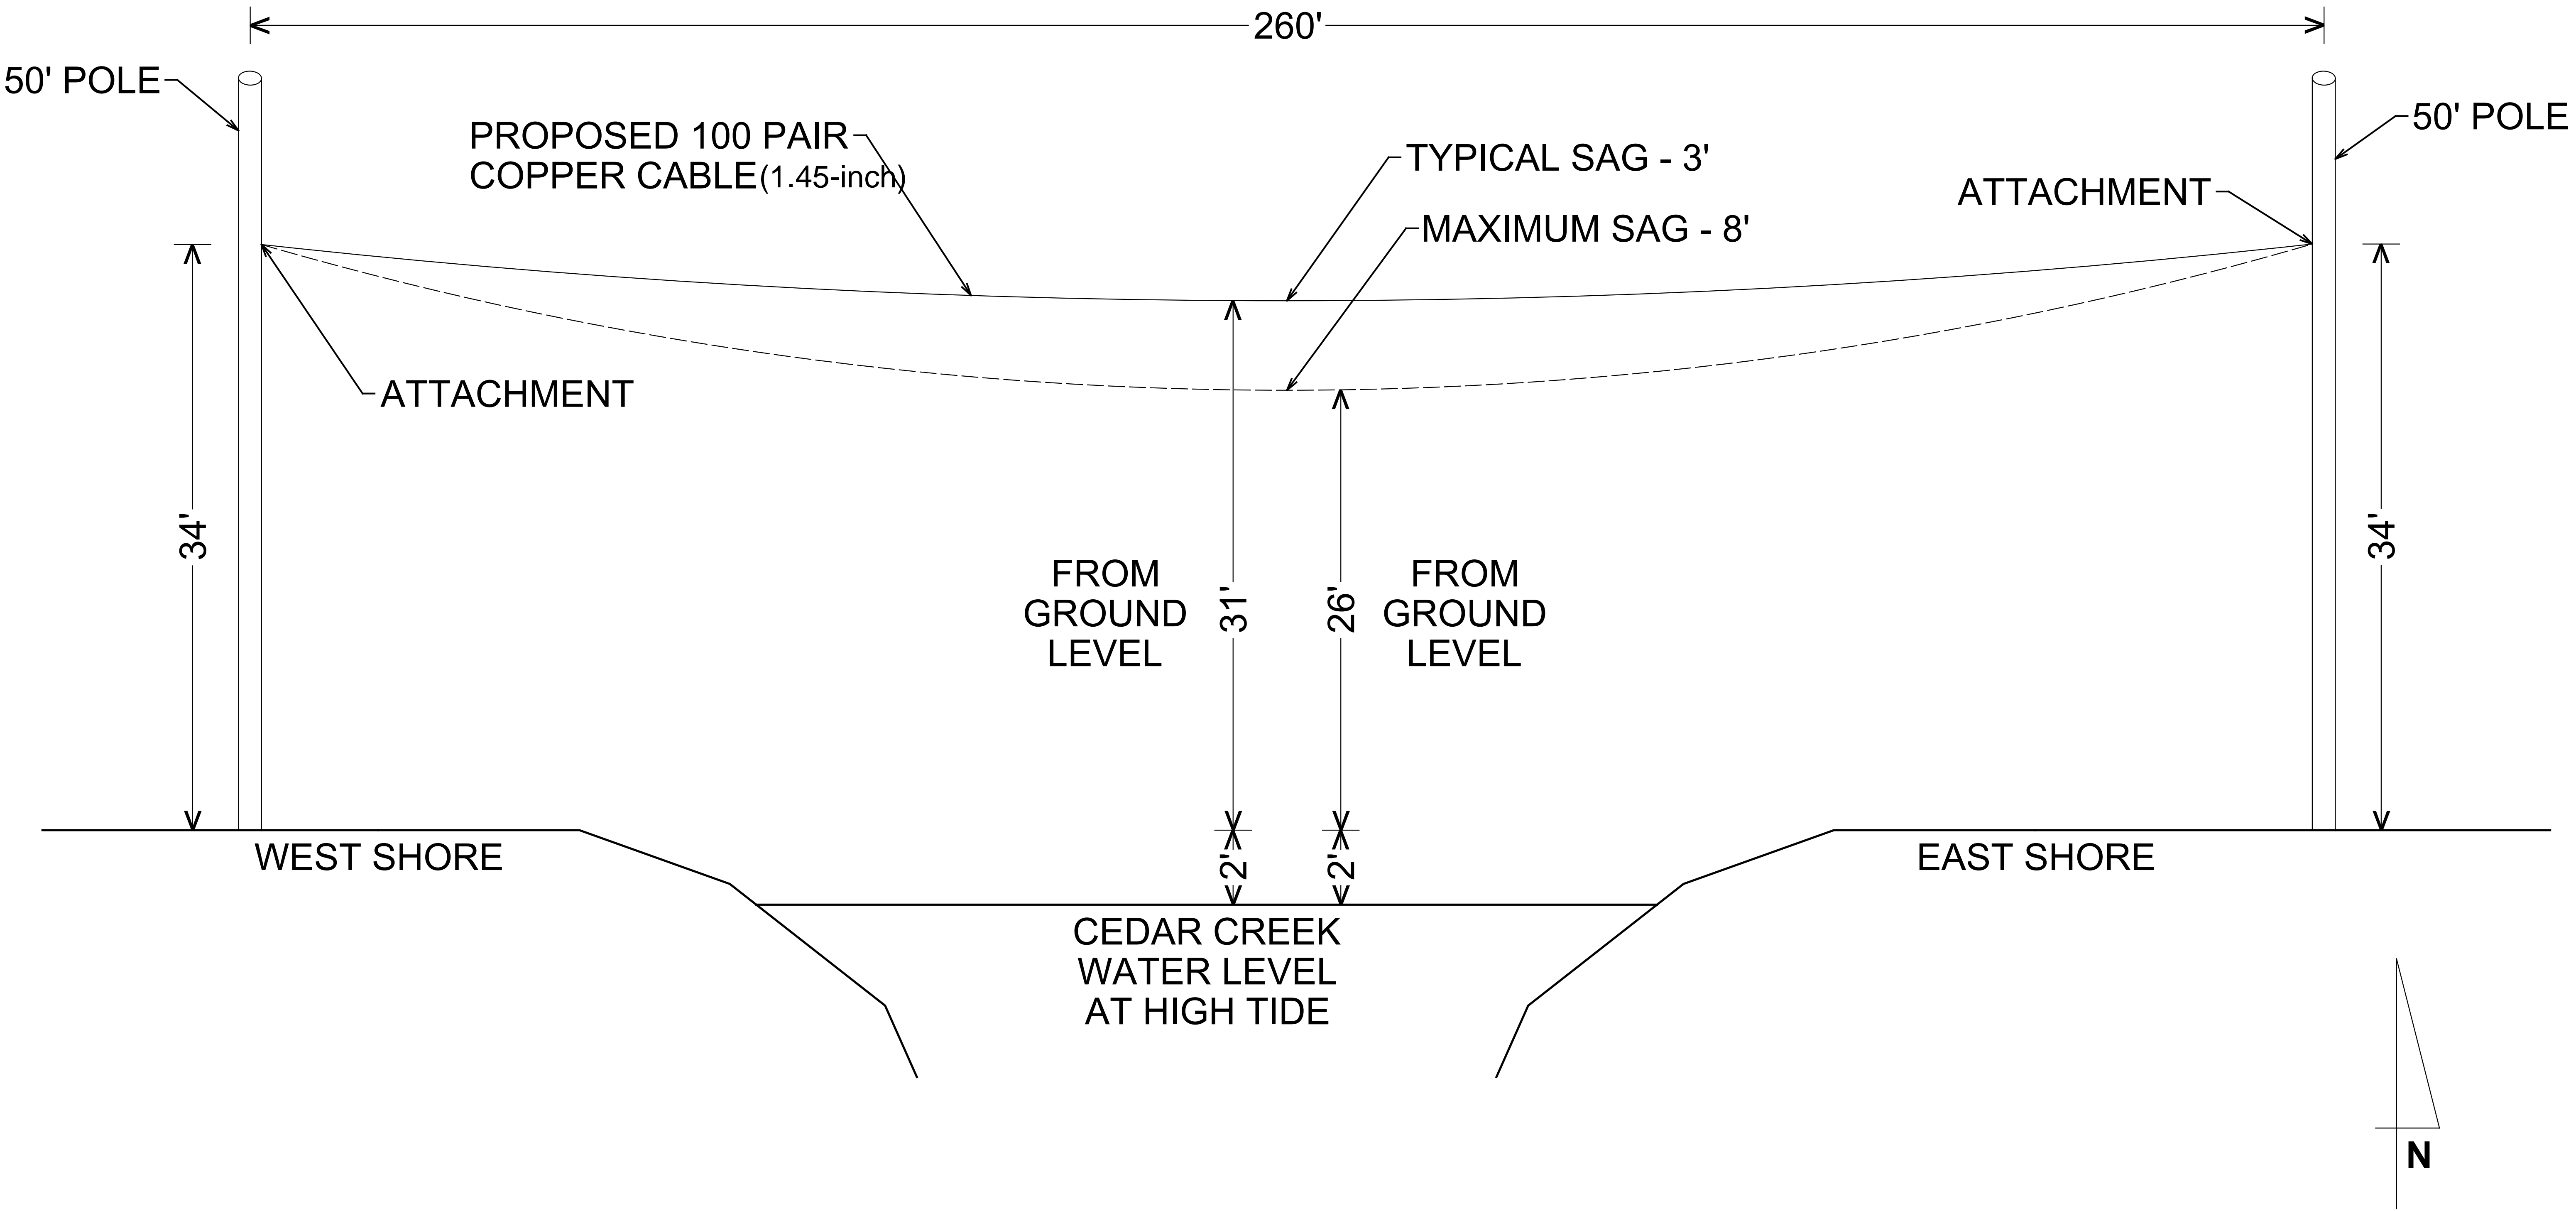 260'
50' POLE
50' POLE
PROPOSED 100 PAIR
COPPER CABLE(1.45-inch)
TYPICAL SAG - 3'
ATTACHMENT
MAXIMUM SAG - 8'
ATTACHMENT
34'
FROM
GROUND
LEVEL
31'
26'
FROM
GROUND
LEVEL
34'
WEST SHORE
2'
2'
EAST SHORE
CEDAR CREEK
WATER LEVEL
AT HIGH TIDE
N